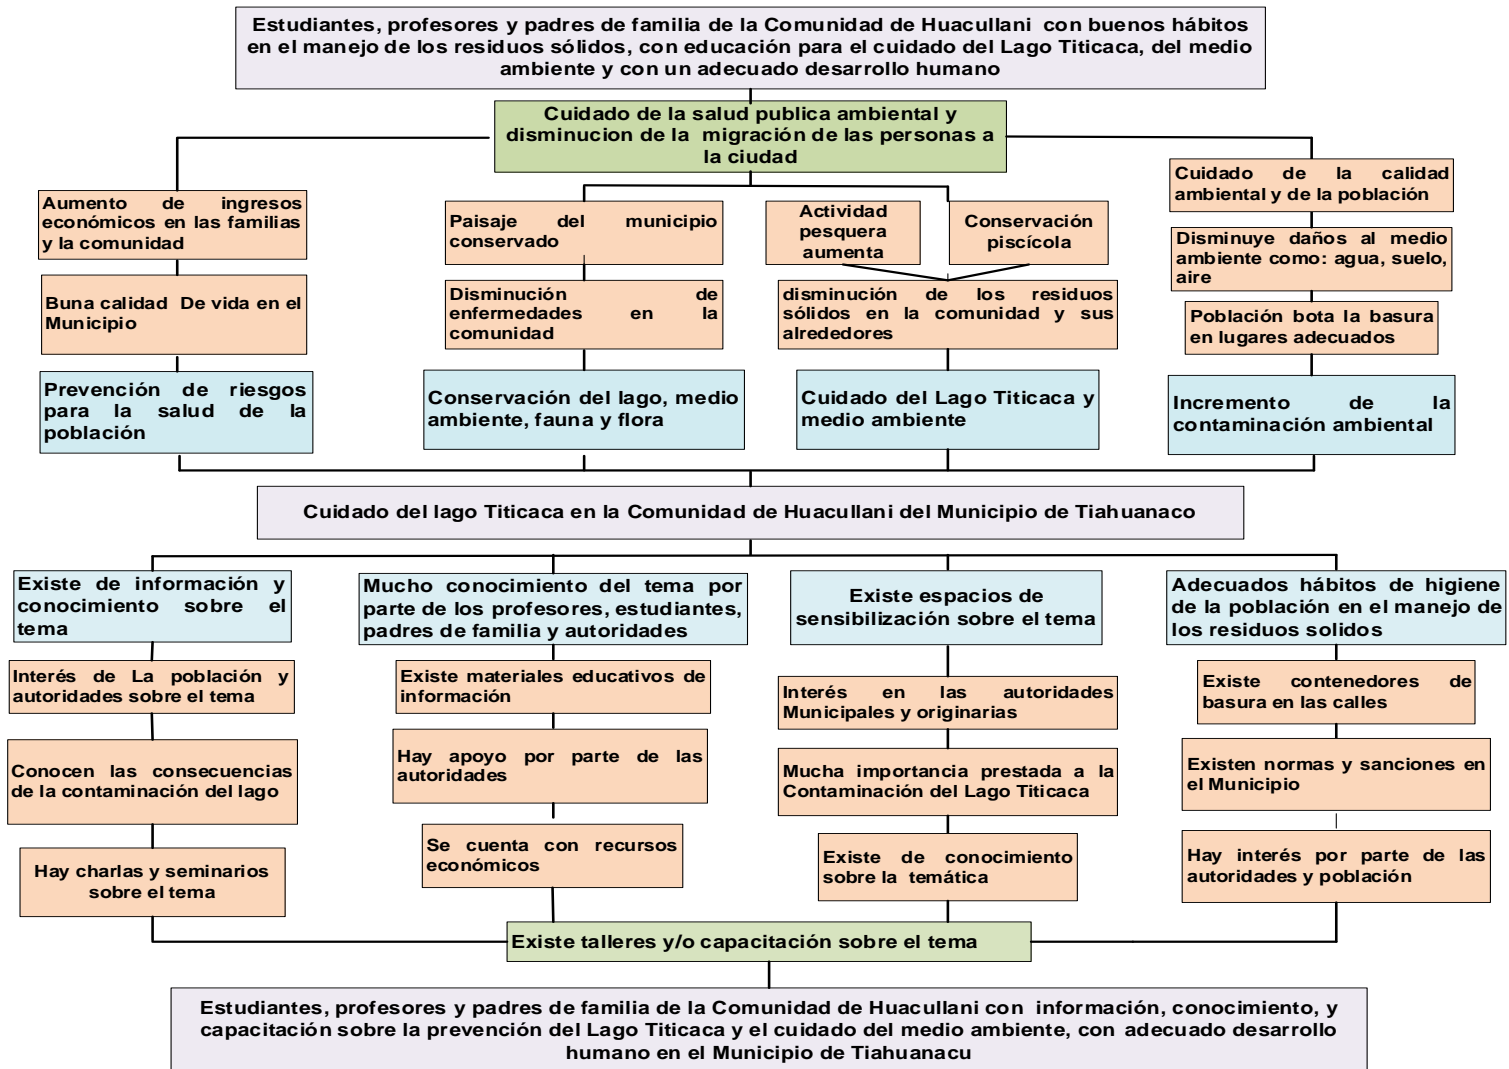 Estudiantes, profesores y padres de familia de la Comunidad de Huacullani con buenos hábitos
en el manejo de los residuos sólidos, con educación para el cuidado del Lago Titicaca, del medio
ambiente y con un adecuado desarrollo humano
Cuidado de la salud publica ambiental y
disminucion de la migración de las personas a
la ciudad
Aumento de ingresos
económicos en las familias
y la comunidad
Paisaje del municipio
conservado
Actividad
pesquera
aumenta
Conservación
piscícola
Cuidado de la calidad
ambiental y de la población
Disminuye daños al medio
ambiente como: agua, suelo,
aire
Buna calidad De vida en el
Municipio
Disminución de
enfermedades en la
comunidad
disminución de los residuos
sólidos en la comunidad y sus
alrededores
Población bota la basura
en lugares adecuados
Prevención de riesgos
para la salud de la
población
Conservación del lago, medio
ambiente, fauna y flora
Cuidado del Lago Titicaca y
medio ambiente
Incremento de la
contaminación ambiental
Cuidado del lago Titicaca en la Comunidad de Huacullani del Municipio de Tiahuanaco
Existe de información y
conocimiento sobre el
tema
Mucho conocimiento del tema por
parte de los profesores, estudiantes,
padres de familia y autoridades
Existe espacios de
sensibilización sobre el tema
Adecuados hábitos de higiene
de la población en el manejo de
los residuos solidos
Interés de La población y
autoridades sobre el tema
Existe materiales educativos de
información
Interés en las autoridades
Municipales y originarias
Existe contenedores de
basura en las calles
Conocen las consecuencias
de la contaminación del lago
Hay apoyo por parte de las
autoridades
Mucha importancia prestada a la
Contaminación del Lago Titicaca
Existen normas y sanciones en
el Municipio
Hay charlas y seminarios
sobre el tema
Se cuenta con recursos
económicos
Existe de conocimiento
sobre la temática
Hay interés por parte de las
autoridades y población
Existe talleres y/o capacitación sobre el tema
Estudiantes, profesores y padres de familia de la Comunidad de Huacullani con información, conocimiento, y
capacitación sobre la prevención del Lago Titicaca y el cuidado del medio ambiente, con adecuado desarrollo
humano en el Municipio de Tiahuanacu